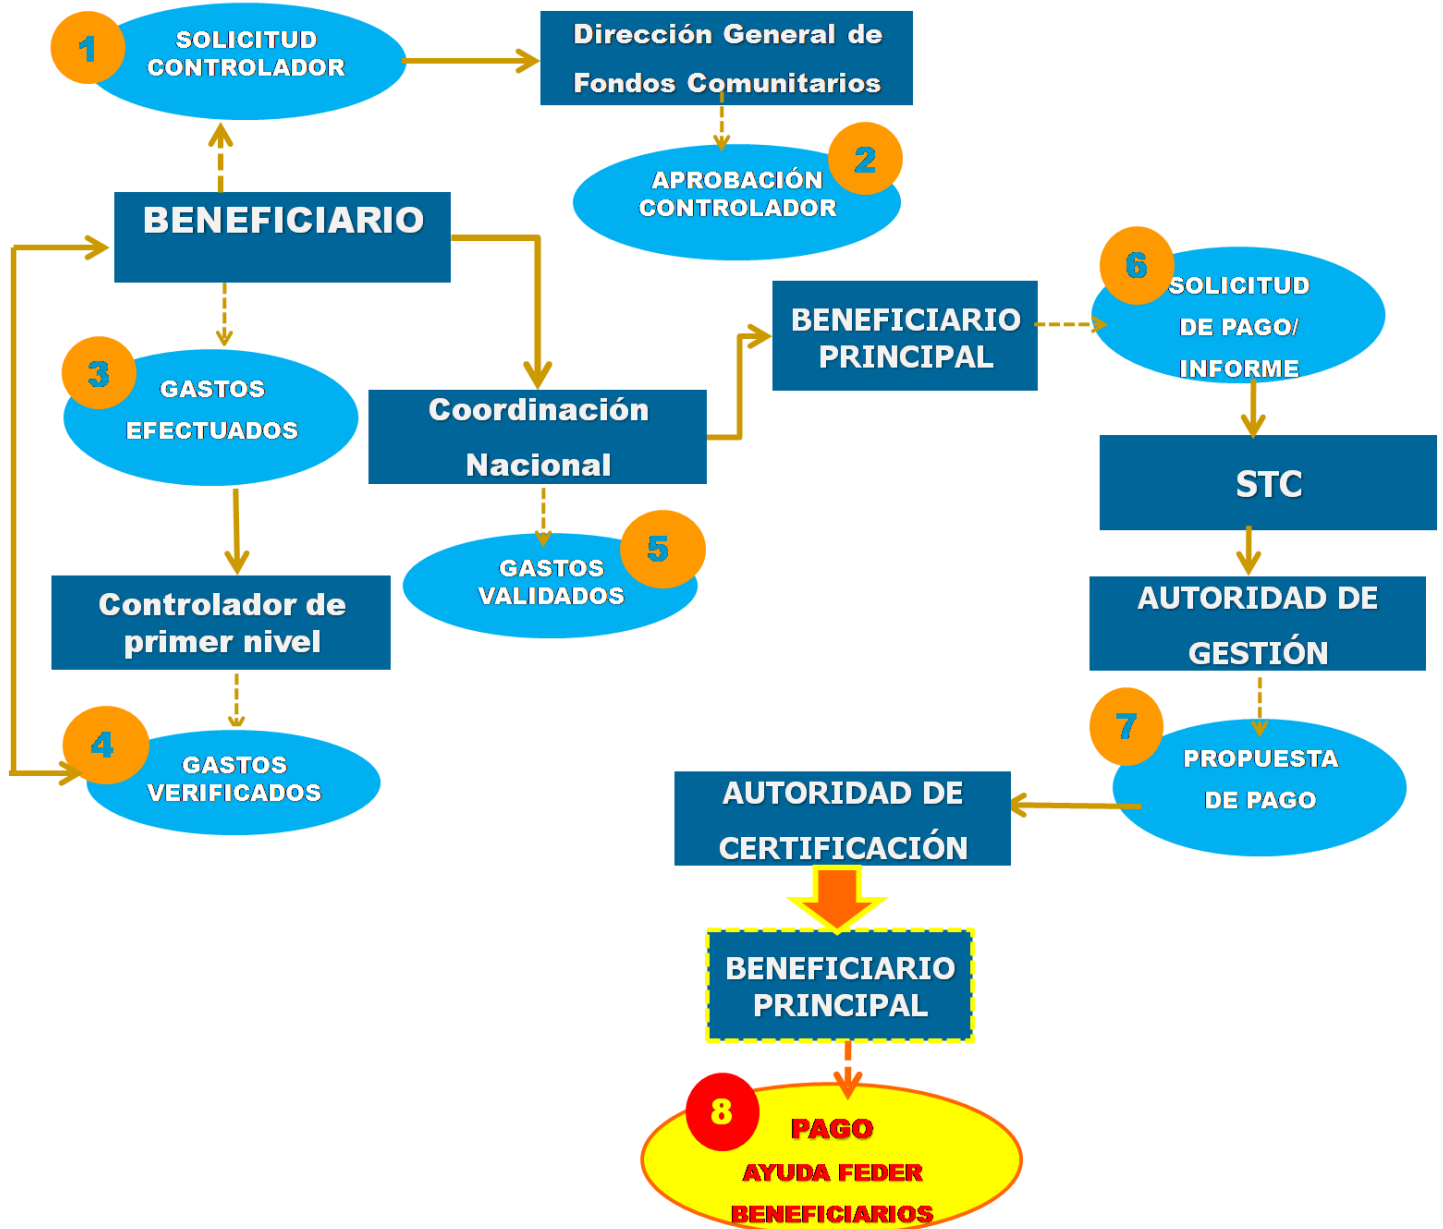 1
SOLICITUD
CONTROLADOR
Dirección General de
Fondos Comunitarios
2
APROBACIÓN
CONTROLADOR
BENEFICIARIO
3
GASTOS
EFECTUADOS
Controlador de
primer nivel
4
GASTOS
VERIFICADOS
Coordinación
Nacional
5
GASTOS
VALIDADOS
BENEFICIARIO
PRINCIPAL
6
SOLICITUD
DE PAGO/
INFORME
STC
AUTORIDAD DE
GESTIÓN
7
PROPUESTA
DE PAGO
AUTORIDAD DE
CERTIFICACIÓN
BENEFICIARIO
PRINCIPAL
8
PAGO
AYUDA FEDER
BENEFICIARIOS